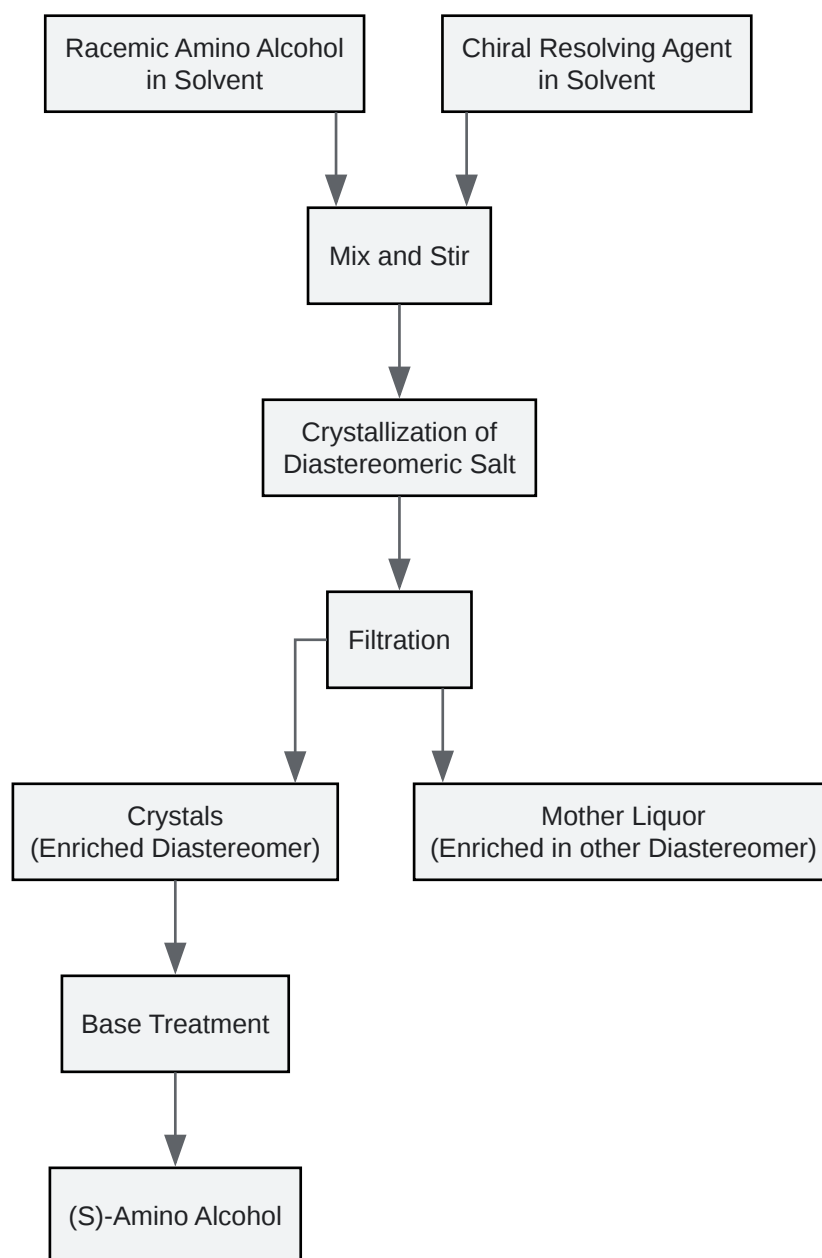 Racemic Amino Alcohol
in Solvent
Chiral Resolving Agent
in Solvent
Mix and Stir
Crystallization of
Diastereomeric Salt
Filtration
Crystals
(Enriched Diastereomer)
Mother Liquor
(Enriched in other Diastereomer)
Base Treatment
(S)-Amino Alcohol